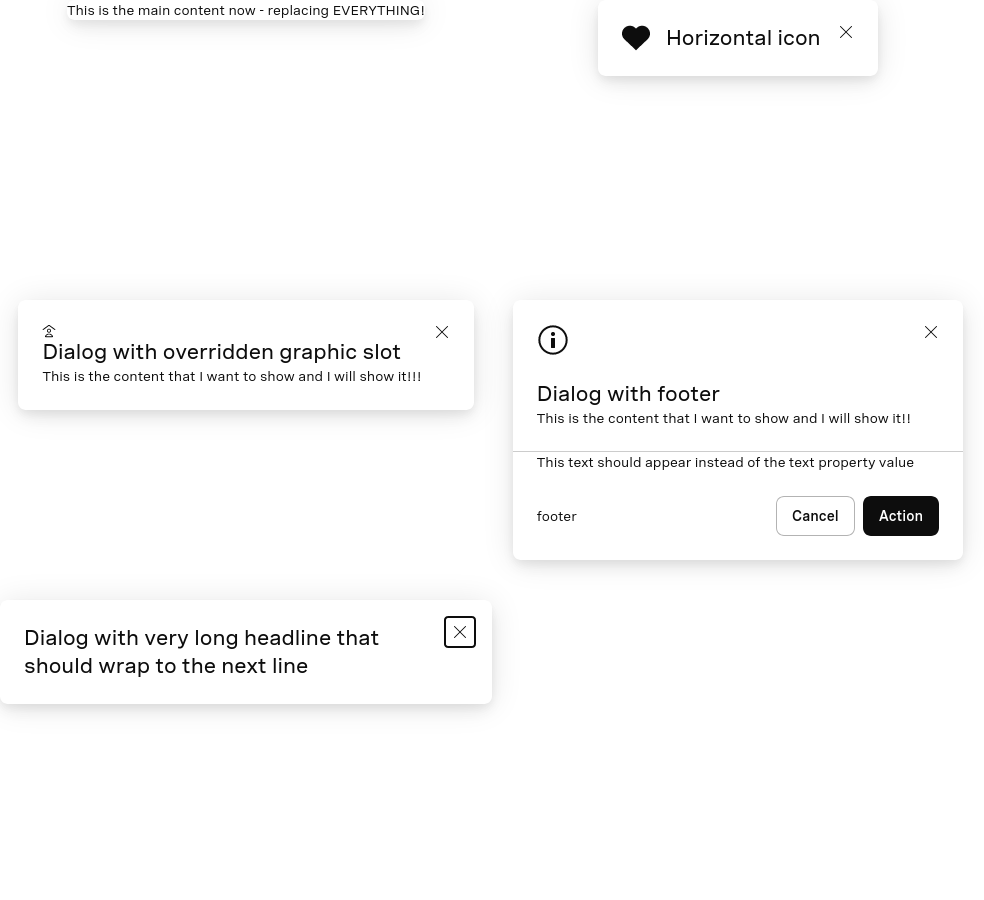 This is the main content now - replacing EVERYTHING!
Horizontal icon
Dialog with overridden graphic slot
This is the content that I want to show and I will show it!!!
Dialog with footer
This is the content that I want to show and I will show it!!
This text should appear instead of the text property value
footer
Cancel
Action
Dialog with very long headline that
should wrap to the next line